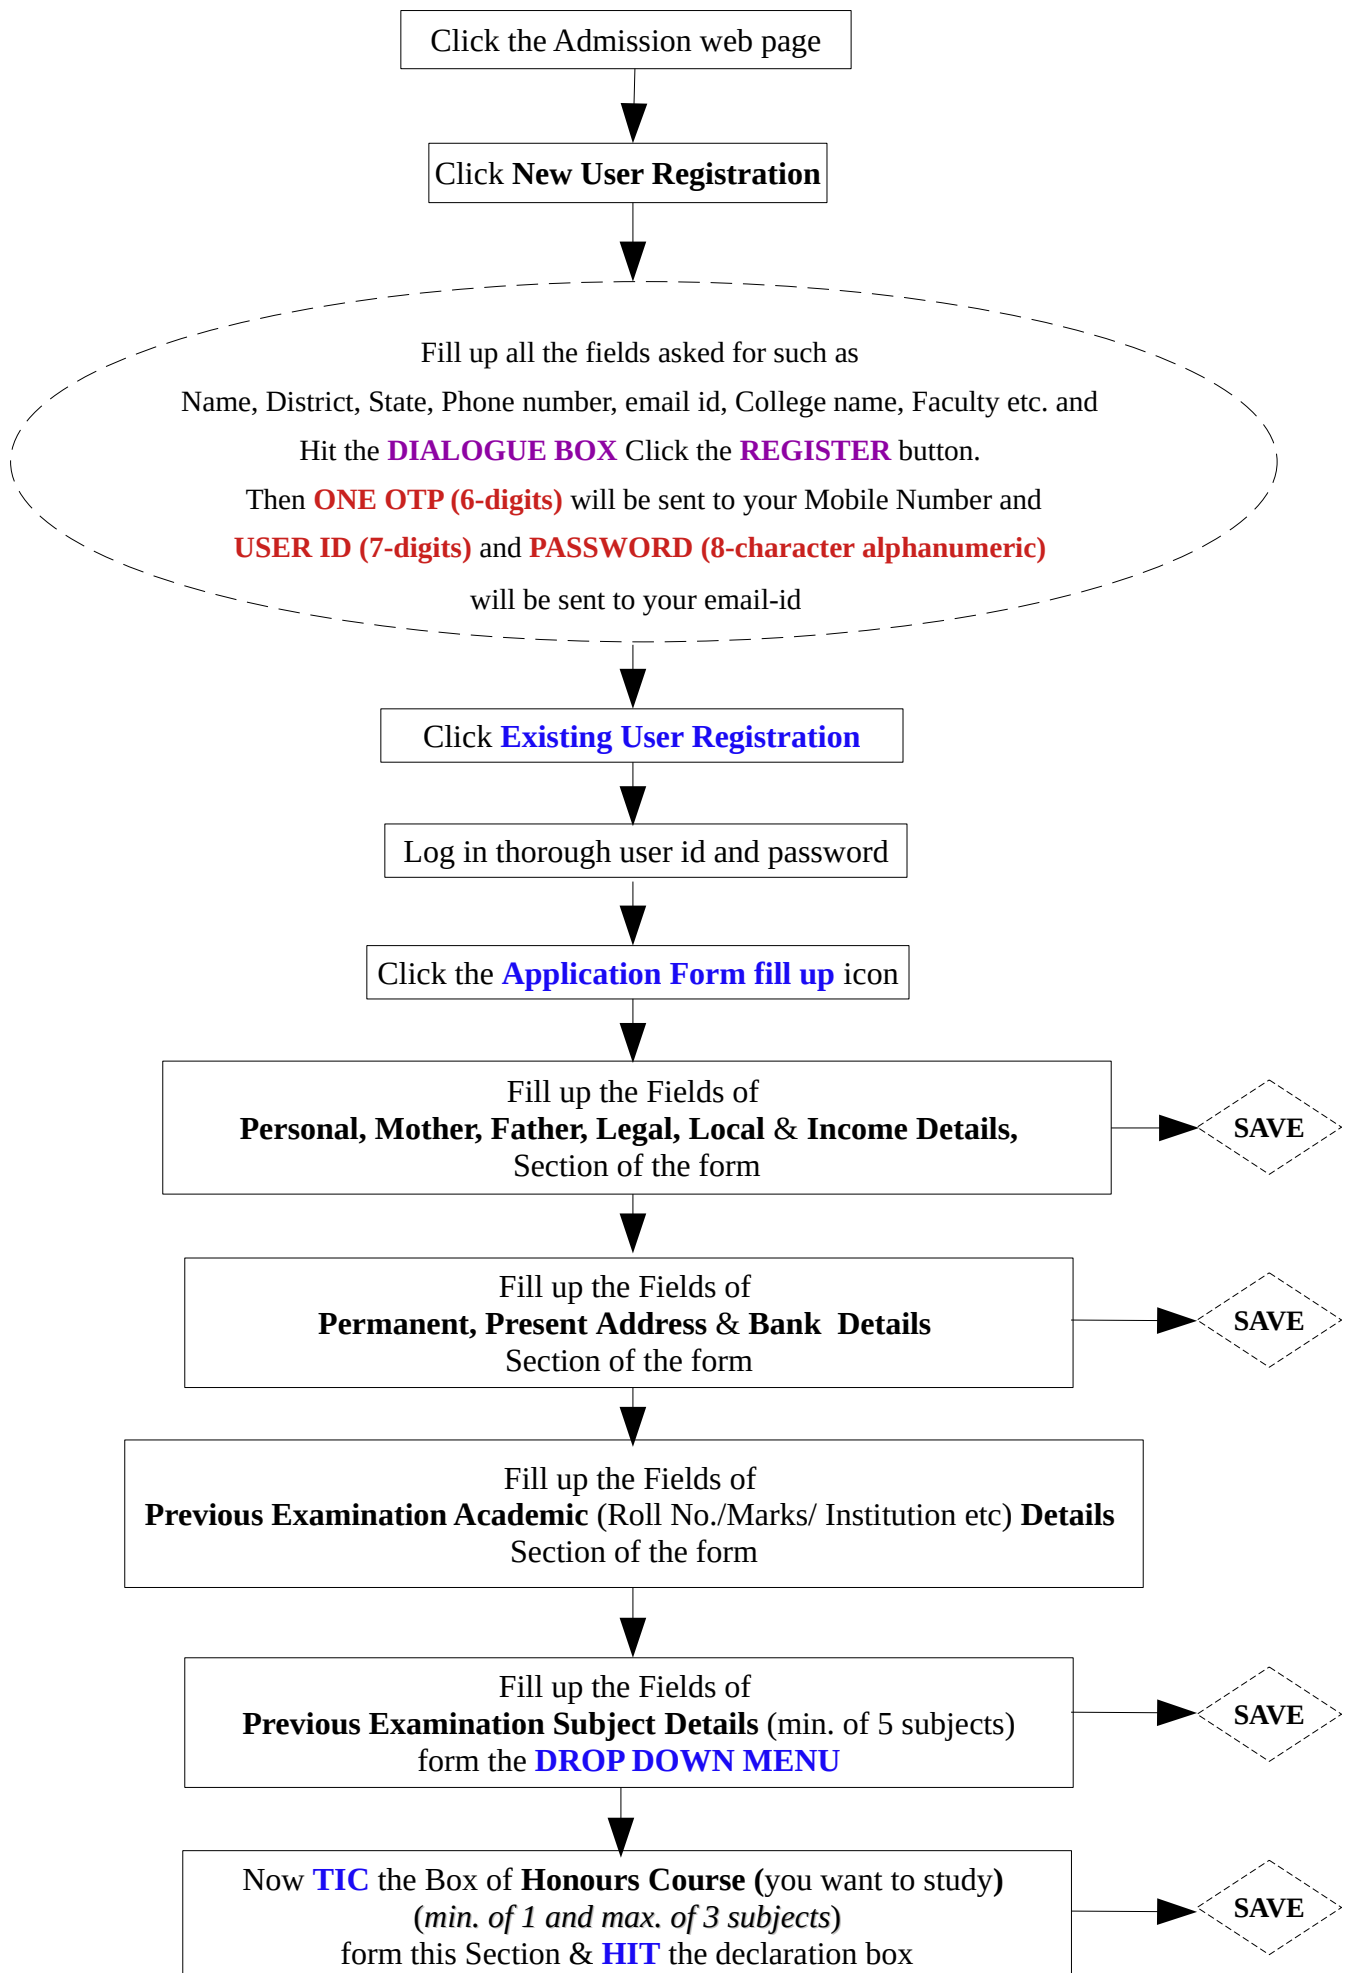 Click the Admission web page
Click New User Registration
Fill up all the fields asked for such as
Name, District, State, Phone number, email id, College name, Faculty etc. and
Hit the DIALOGUE BOX Click the REGISTER button.
Then ONE OTP (6-digits) will be sent to your Mobile Number and
USER ID (7-digits) and PASSWORD (8-character alphanumeric)
will be sent to your email-id
Click Existing User Registration
Log in thorough user id and password
Click the Application Form fill up icon
Fill up the Fields of
Personal, Mother, Father, Legal, Local & Income Details,
Section of the form
SAVE
Fill up the Fields of
Permanent, Present Address & Bank  Details
Section of the form
SAVE
Fill up the Fields of
Previous Examination Academic (Roll No./Marks/ Institution etc) Details
Section of the form
Fill up the Fields of
Previous Examination Subject Details (min. of 5 subjects)
form the DROP DOWN MENU
SAVE
Now TIC the Box of Honours Course (you want to study)
(min. of 1 and max. of 3 subjects)
form this Section & HIT the declaration box
SAVE